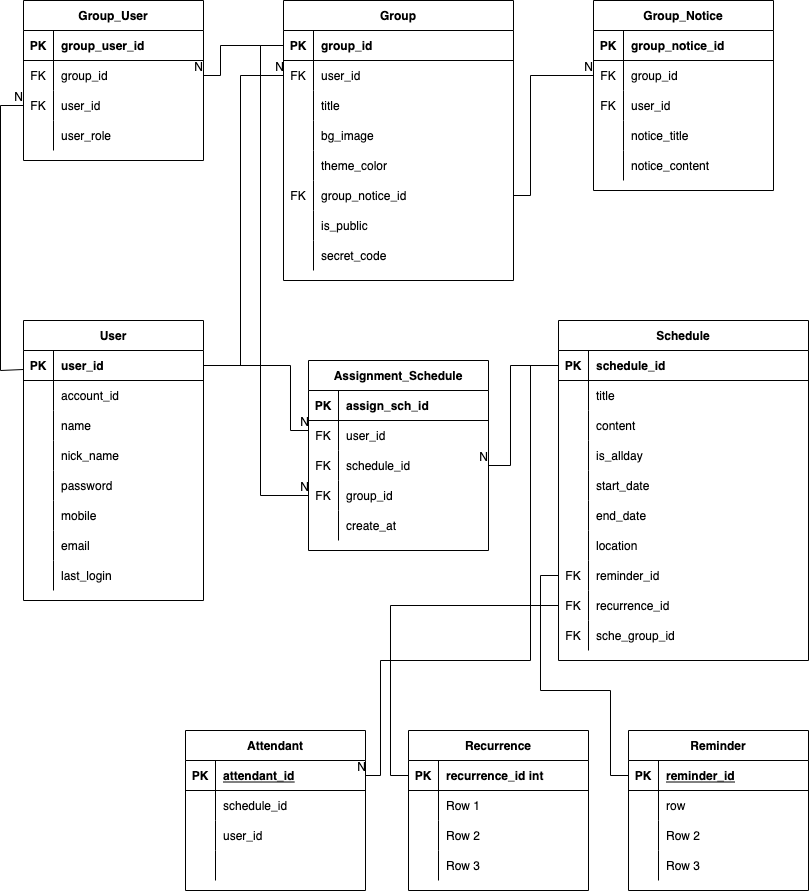 Group_User
PK group_user_id
FK group_id
N
FK user_id
N
user_role
Group
PK group_id
FK user_id
N
title
bg_image
theme_color
FK group_notice_id
is_public
secret_code
Group_Notice
PK group_notice_id
FK group_id
N
FK user_id
notice_title
notice_content
User
PK user_id
account_id
name
nick_name
password
mobile
email
last_login
Assignment_Schedule
PK assign_sch_id
FK user_id
N
FK schedule_id
N
FK group_id
N
create_at
Schedule
PK schedule_id
title
content
is_allday
start_date
end_date
location
FK reminder_id
FK recurrence_id
FK sche_group_id
Attendant
PK attendant_id
N
schedule_id
user_id
Recurrence
PK recurrence_id int
Row 1
Row 2
Row 3
Reminder
PK reminder_id
row
Row 2
Row 3